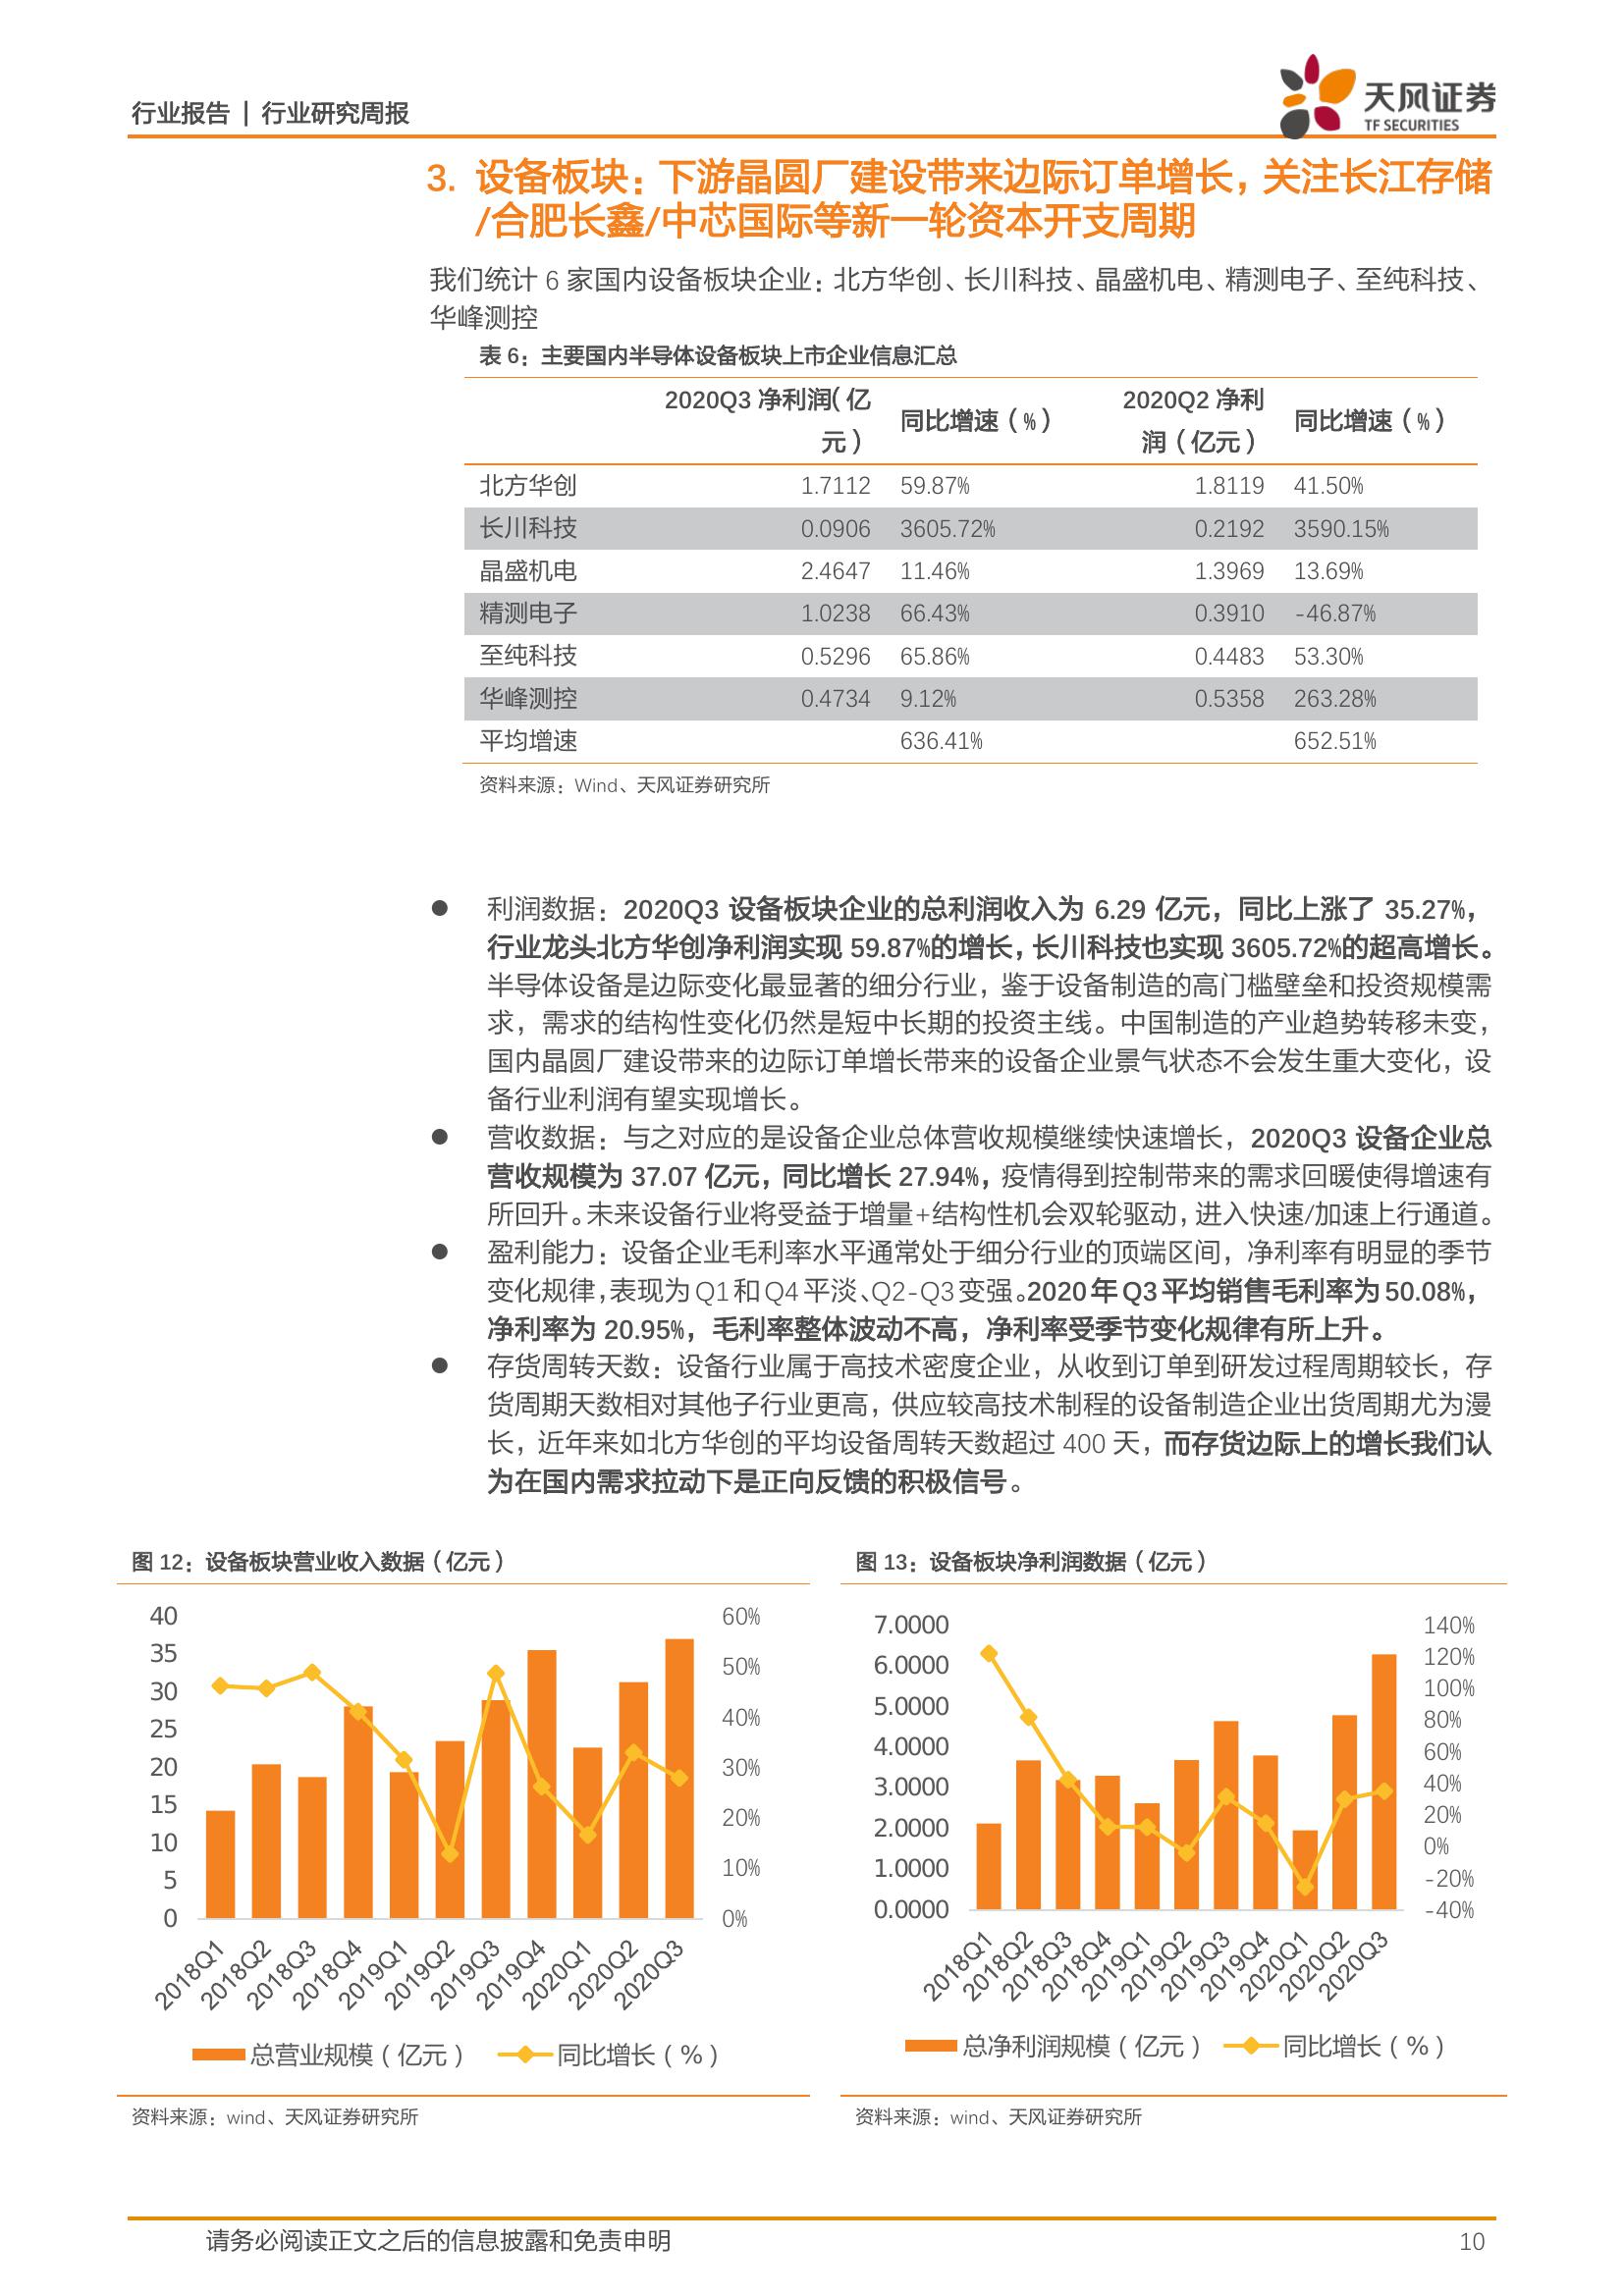 行业报告 | 行业研究周报
天风证券
TF SECURITIES
3. 设备板块：下游晶圆厂建设带来边际订单增长，关注长江存储
/合肥长鑫/中芯国际等新一轮资本开支周期
我们统计 6 家国内设备板块企业：北方华创、长川科技、晶盛机电、精测电子、至纯科技、
华峰测控
表 6：主要国内半导体设备板块上市企业信息汇总
2020Q3 净利润（亿元） 同比增速（%） 2020Q2 净利润（亿元） 同比增速（%）
北方华创 1.7112 59.87% 1.8119 41.50%
长川科技 0.0906 3605.72% 0.2192 3590.15%
晶盛机电 2.4647 11.46% 1.3969 13.69%
精测电子 1.0238 66.43% 0.3910 -46.87%
至纯科技 0.5296 65.86% 0.4483 53.30%
华峰测控 0.4734 9.12% 0.5358 263.28%
平均增速 636.41% 652.51%
资料来源：Wind、天风证券研究所
● 利润数据：2020Q3 设备板块企业的总利润收入为 6.29 亿元，同比上涨了 35.27%，
行业龙头北方华创净利润实现 59.87%的增长，长川科技也实现 3605.72%的超高增长。
半导体设备是边际变化最显著的细分行业，鉴于设备制造的高门槛壁垒和投资规模需
求，需求的结构性变化仍然是短中长期的投资主线。中国制造的产业趋势转移未变，
国内晶圆厂建设带来的边际订单增长带来的设备企业景气状态不会发生重大变化，设
备行业利润有望实现增长。
● 营收数据：与之对应的是设备企业总体营收规模继续快速增长，2020Q3 设备企业总
营收规模为 37.07 亿元，同比增长 27.94%，疫情得到控制带来的需求回暖使得增速有
所回升。未来设备行业将受益于增量+结构性机会双轮驱动，进入快速/加速上行通道。
● 盈利能力：设备企业毛利率水平通常处于细分行业的顶端区间，净利率有明显的季节
变化规律，表现为 Q1 和 Q4 平淡、Q2-Q3 变强。2020 年 Q3 平均销售毛利率为 50.08%，
净利率为 20.95%，毛利率整体波动不高，净利率受季节变化规律有所上升。
● 存货周转天数：设备行业属于高技术密度企业，从收到订单到研发过程周期较长，存
货周期天数相对其他子行业更高，供应较高技术制程的设备制造企业出货周期尤为漫
长，近年来如北方华创的平均设备周转天数超过 400 天，而存货边际上的增长我们认
为在国内需求拉动下是正向反馈的积极信号。
图 12：设备板块营业收入数据（亿元）
40
35
30
25
20
15
10
5
0
60%
50%
40%
30%
20%
10%
0%
2018Q1 2018Q2 2018Q3 2018Q4 2019Q1 2019Q2 2019Q3 2019Q4 2020Q1 2020Q2 2020Q3
总营业规模（亿元） 同比增长（%）
资料来源：wind、天风证券研究所
图 13：设备板块净利润数据（亿元）
7.0000
6.0000
5.0000
4.0000
3.0000
2.0000
1.0000
0.0000
140%
120%
100%
80%
60%
40%
20%
0%
-20%
-40%
2018Q1 2018Q2 2018Q3 2018Q4 2019Q1 2019Q2 2019Q3 2019Q4 2020Q1 2020Q2 2020Q3
总净利润规模（亿元） 同比增长（%）
资料来源：wind、天风证券研究所
请务必阅读正文之后的信息披露和免责申明 10